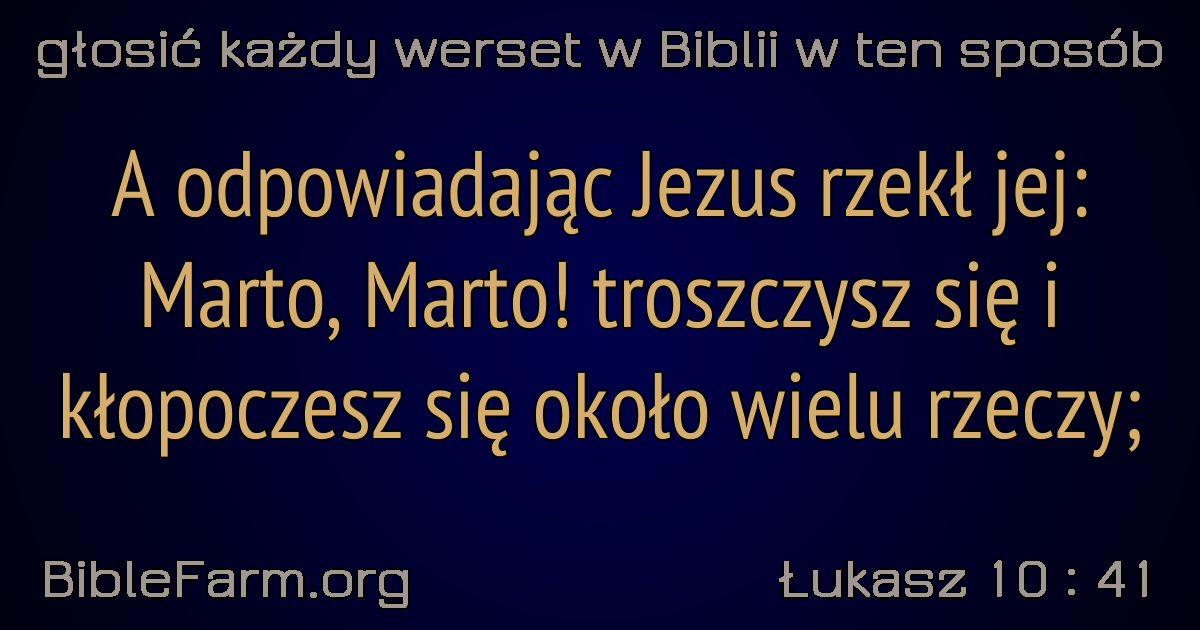 głosić każdy werset w Biblii w ten sposób
A odpowiadając Jezus rzekł jej:
Marto, Marto! troszczysz się i
kłopoczesz się około wielu rzeczy;
BibleFarm.org
Łukasz 10 : 41